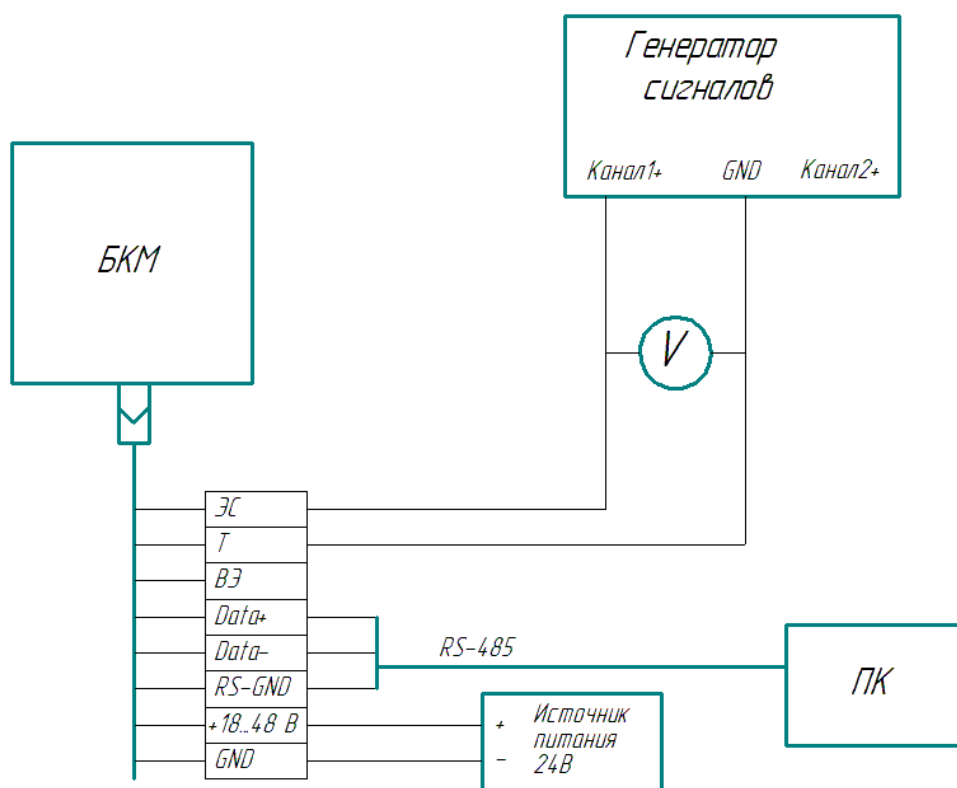 Генератор
сигналов
Канал1+ GND Канал2+
БКМ
V
ЭС
Т
ВЭ
Data+
Data-
RS-GND
+18...48 В
GND
RS-485
ПК
+ Источник
питания
- 24В